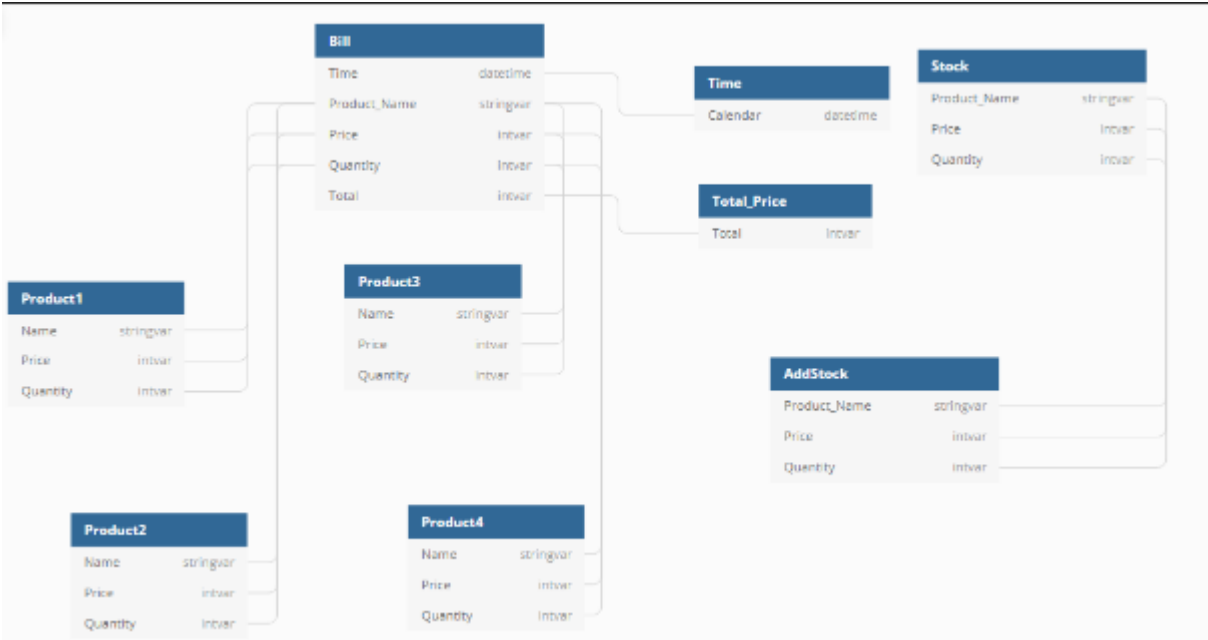 Bill
Time datetime
Product_Name stringvar
Price intvar
Quantity intvar
Total intvar
Time
Calendar datetime
Stock
Product_Name stringvar
Price intvar
Quantity intvar
Total_Price
Total intvar
Product1
Name stringvar
Price intvar
Quantity intvar
Product3
Name stringvar
Price intvar
Quantity intvar
AddStock
Product_Name stringvar
Price intvar
Quantity intvar
Product2
Name stringvar
Price intvar
Quantity intvar
Product4
Name stringvar
Price intvar
Quantity intvar